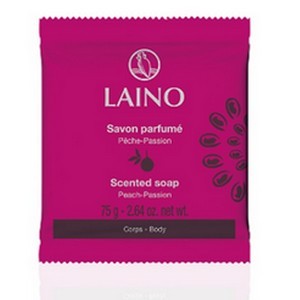 LAINO
Savon parfumé
Pêche-Passion
Scented soap
Peach-Passion
75 g - 2.64 oz. net wt.
Corps - Body